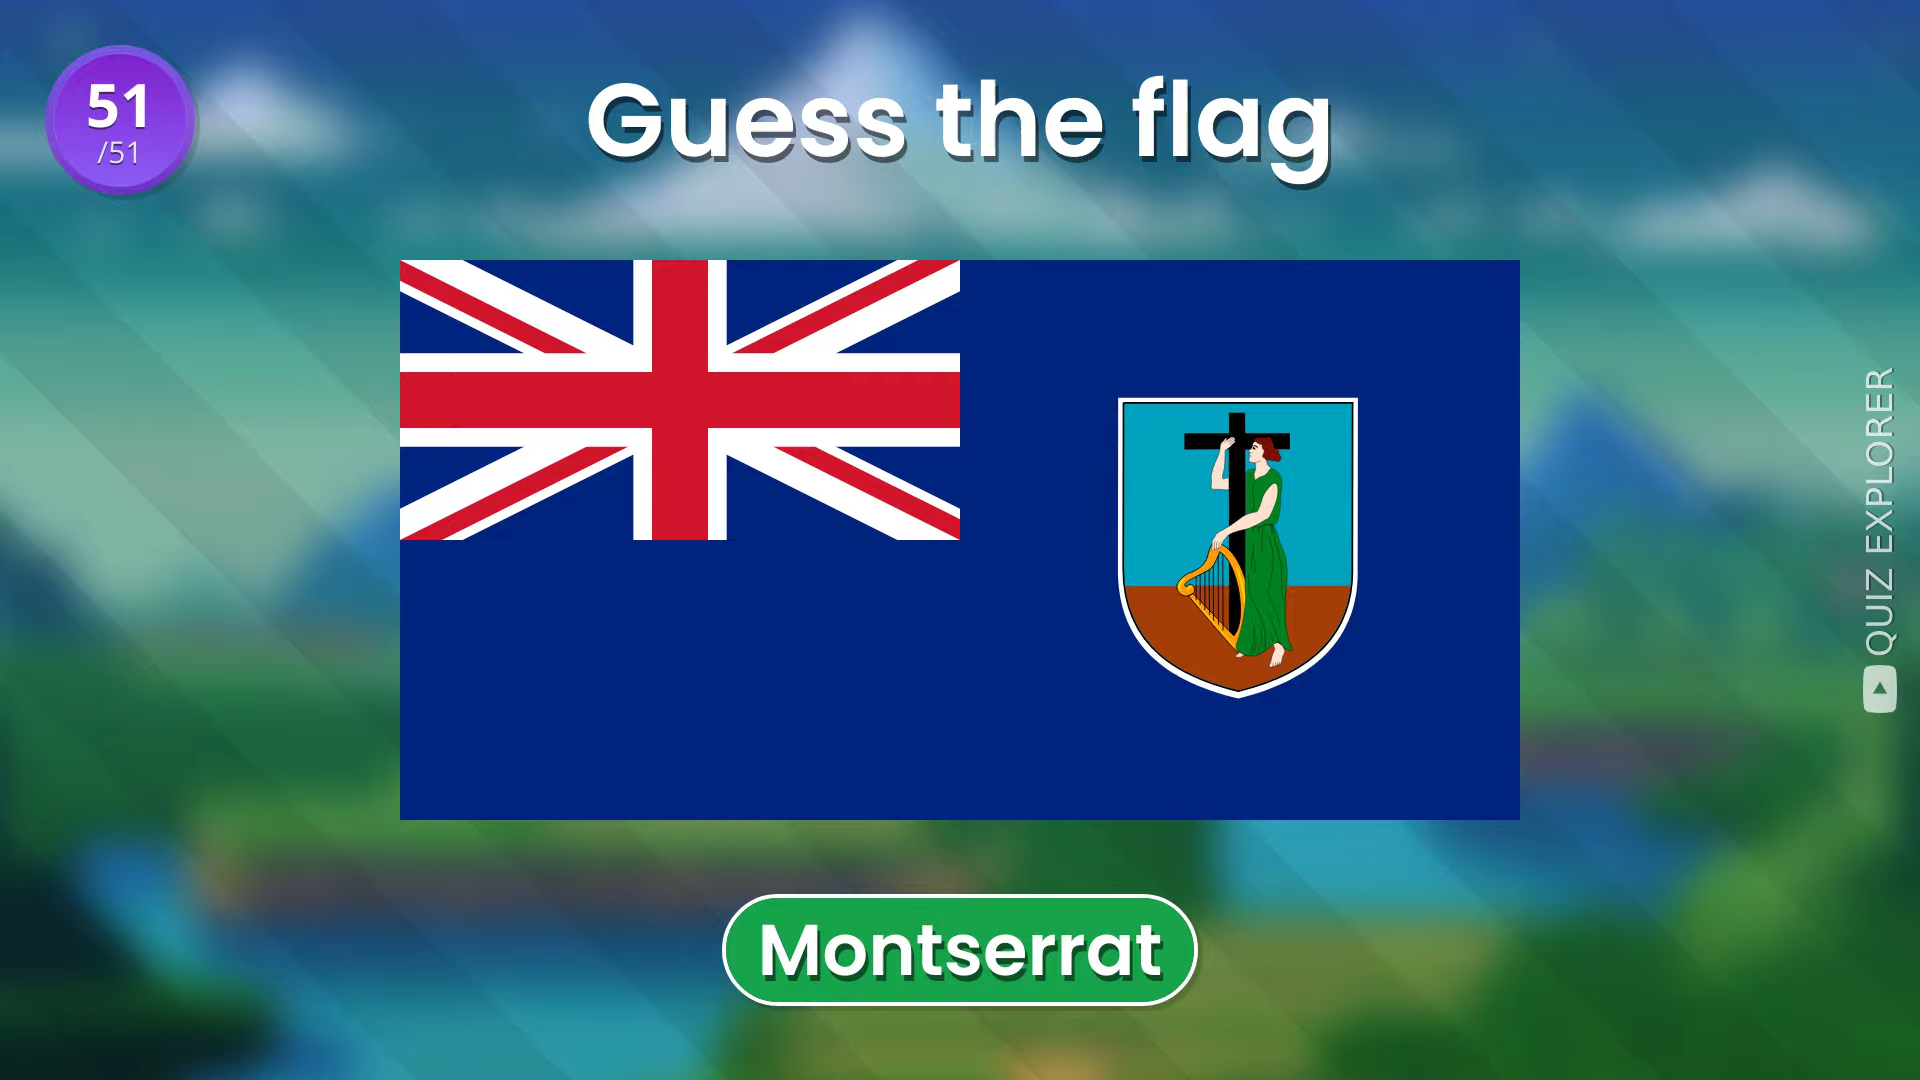 51
/51
Guess the flag
QUIZ EXPLORER
Montserrat